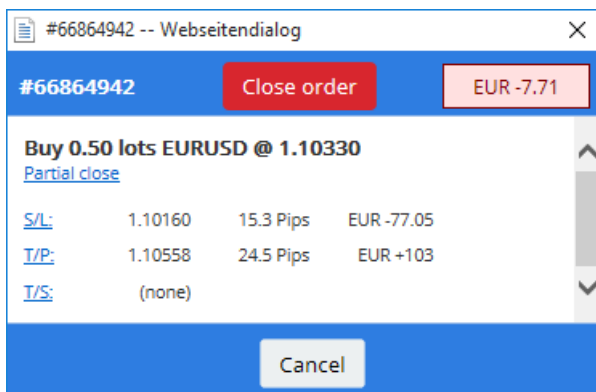 #66864942 -- Webseitendialog
#66864942 Close order EUR -7.71
Buy 0.50 lots EURUSD @ 1.10330
Partial close
S/L: 1.10160 15.3 Pips EUR -77.05
T/P: 1.10558 24.5 Pips EUR +103
T/S: (none)
Cancel